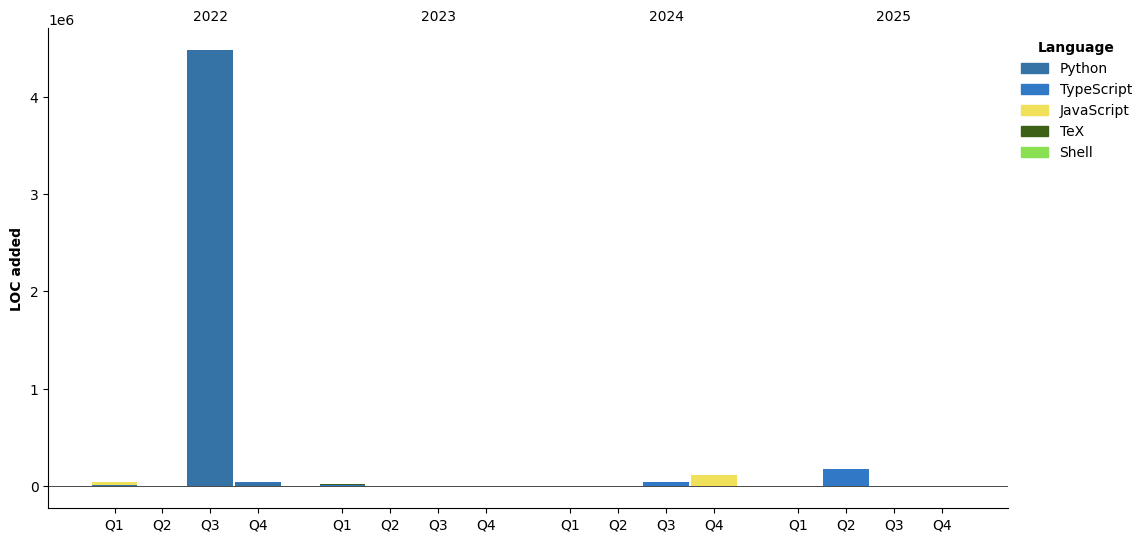 1e6
2022 2023 2024 2025
Language
Python
TypeScript
JavaScript
TeX
Shell
LOC added
4
3
2
1
0
Q1 Q2 Q3 Q4 Q1 Q2 Q3 Q4 Q1 Q2 Q3 Q4 Q1 Q2 Q3 Q4